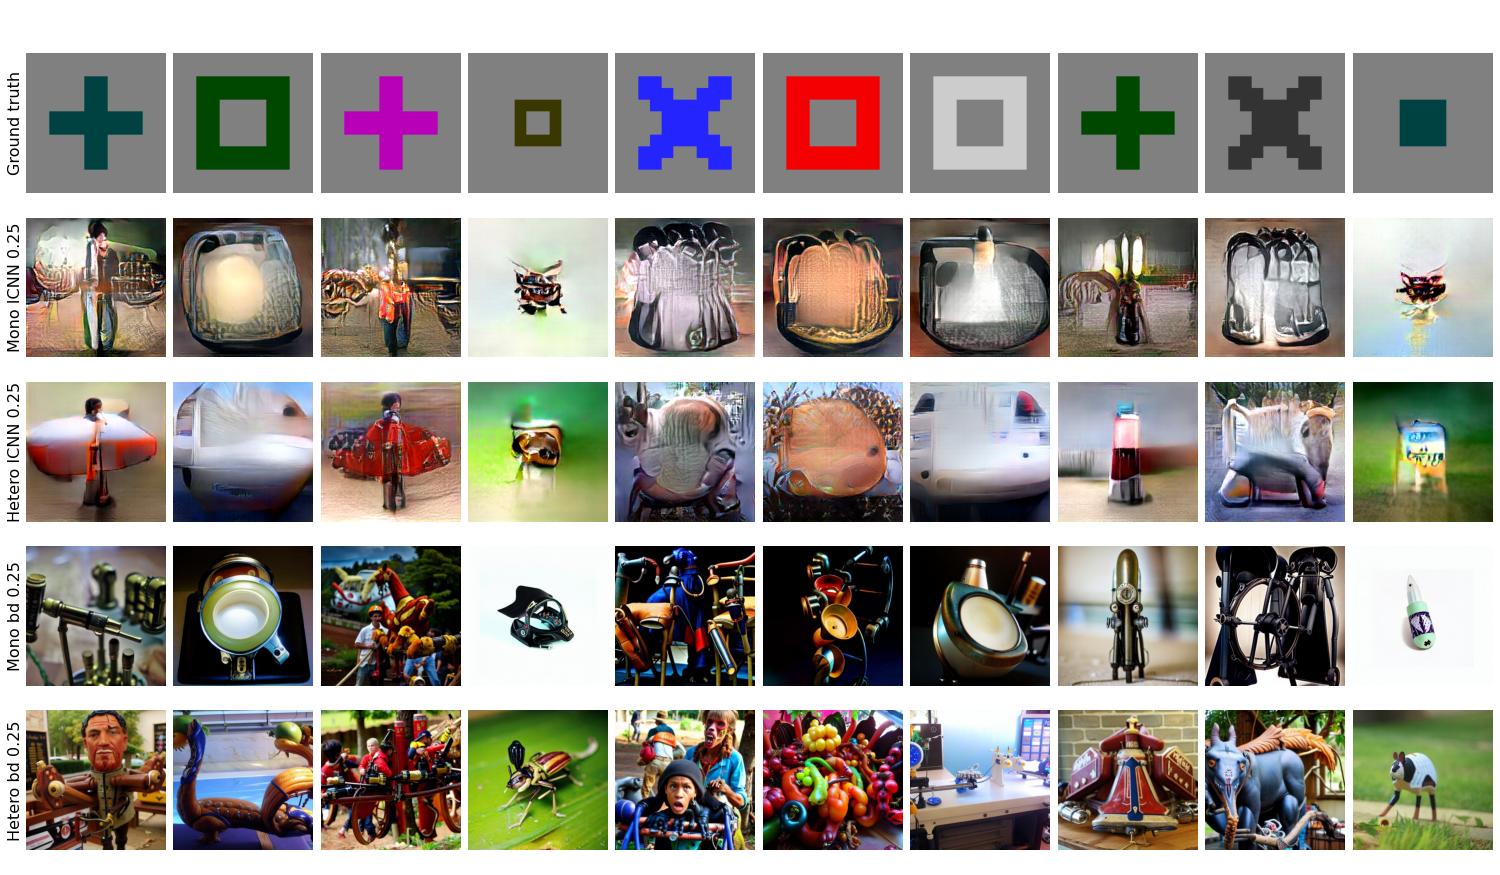 Ground truth
Mono ICNN 0.25
Hetero ICNN 0.25
Mono bd 0.25
Hetero bd 0.25